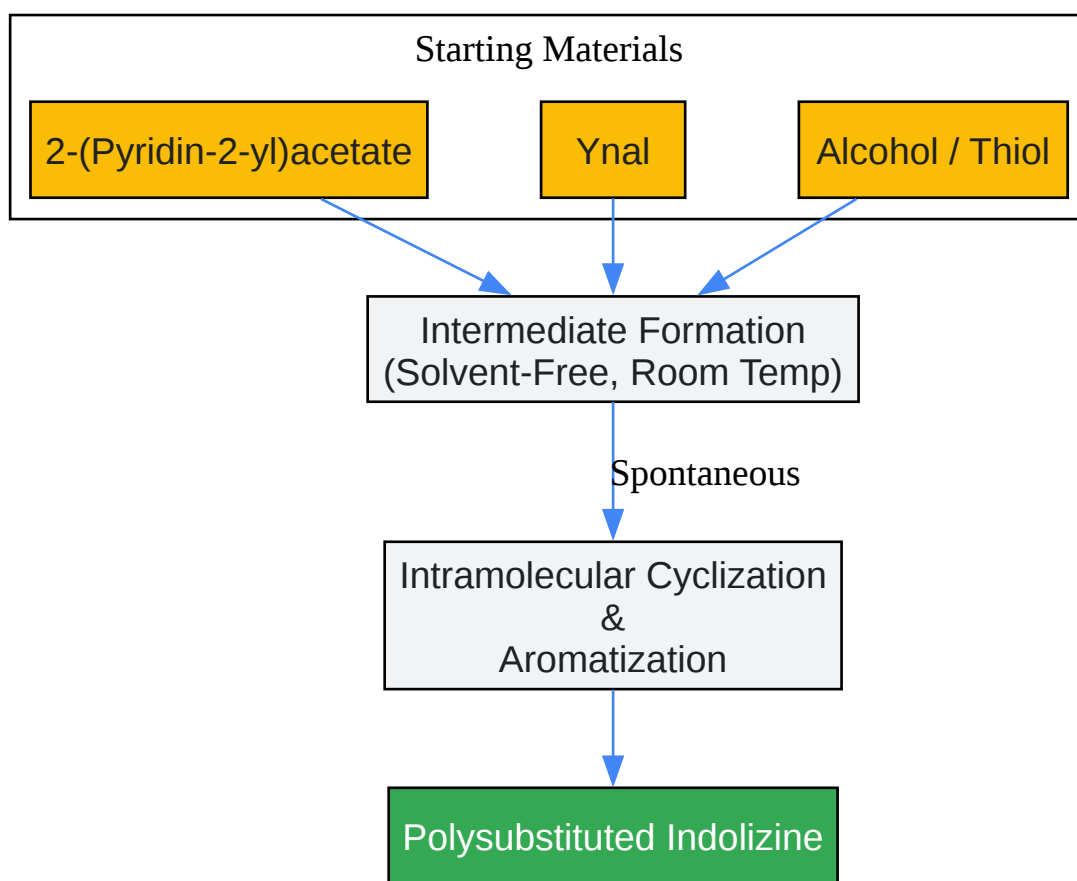 Starting Materials
2-(Pyridin-2-yl)acetate
Ynal
Alcohol / Thiol
Intermediate Formation
(Solvent-Free, Room Temp)
Spontaneous
Intramolecular Cyclization
&
Aromatization
Polysubstituted Indolizine